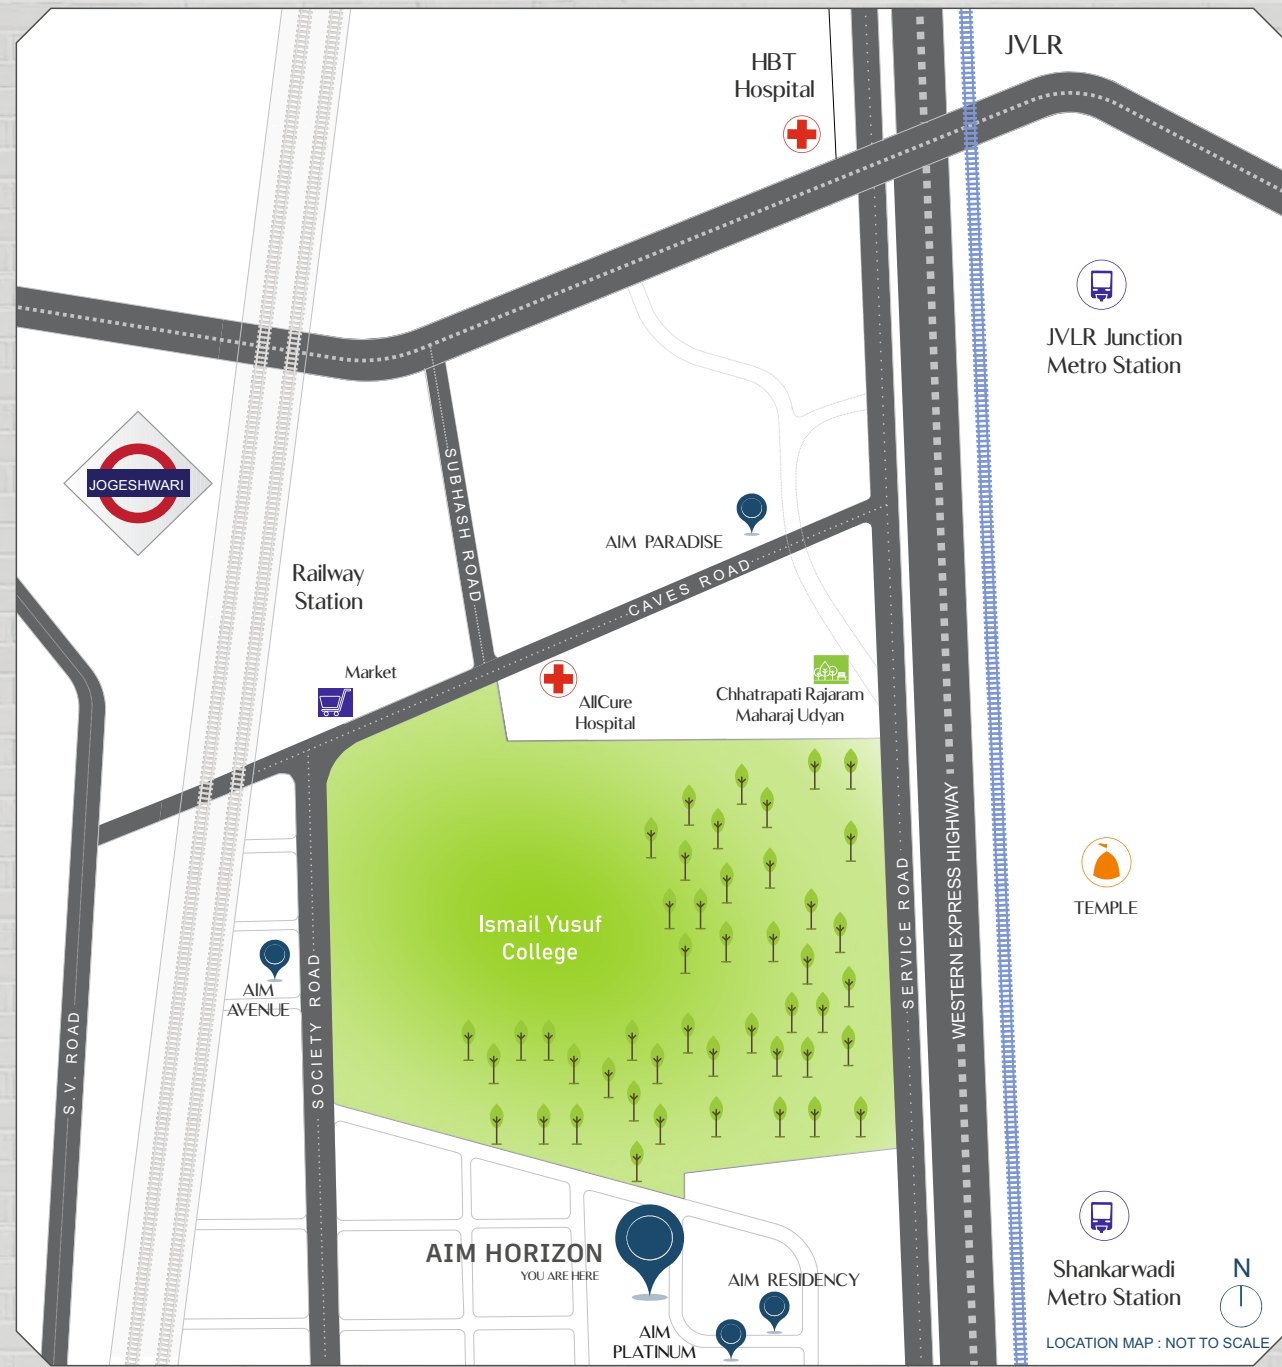 JVLR
HBT
Hospital
JVLR Junction
Metro Station
JOGESHWARI
SUBHASH ROAD
AIM PARADISE
Railway
Station
CAVES ROAD
Market
AllCure
Hospital
Chhatrapati Rajaram
Maharaj Udyan
WESTERN EXPRESS HIGHWAY
SERVICE ROAD
TEMPLE
Ismail Yusuf
College
AIM
AVENUE
SOCIETY ROAD
S.V. ROAD
AIM HORIZON
YOU ARE HERE
AIM RESIDENCY
AIM
PLATINUM
Shankarwadi
Metro Station
N
LOCATION MAP : NOT TO SCALE